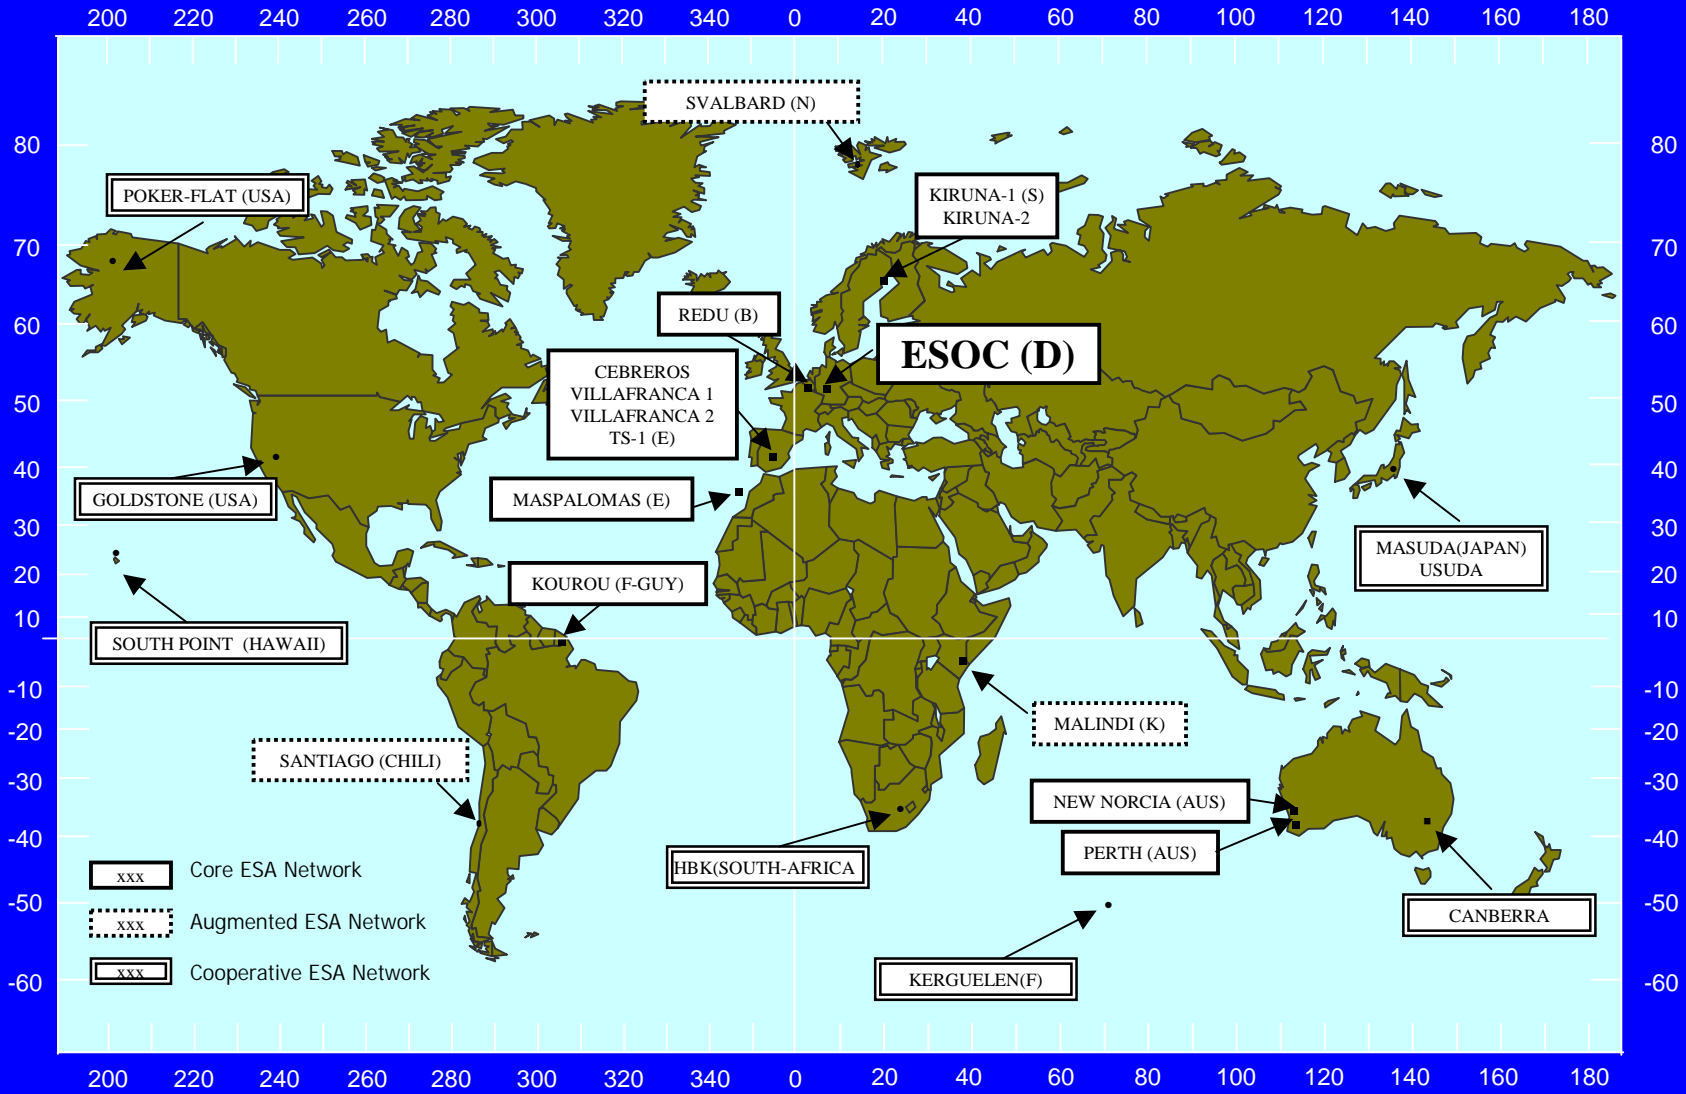 200 220 240 260 280 300 320 340 0 20 40 60 80 100 120 140 160 180
SVALBARD (N)
80 80
POKER-FLAT (USA)
KIRUNA-1 (S)
KIRUNA-2
70 70
REDU (B)
60 60
ESOC (D)
CEBREROS
VILLAFRANCA 1
VILLAFRANCA 2
TS-1 (E)
50 50
40 40
GOLDSTONE (USA)
MASPALOMAS (E)
30 30
MASUDA(JAPAN)
USUDA
20 20
KOUROU (F-GUY)
10 10
SOUTH POINT (HAWAII)
-10 -10
MALINDI (K)
-20 -20
SANTIAGO (CHILI)
-30 -30
NEW NORCIA (AUS)
-40 -40
PERTH (AUS)
HBK(SOUTH-AFRICA
xxx Core ESA Network
-50 -50
CANBERRA
xxx Augmented ESA Network
xxx Cooperative ESA Network
KERGUELEN(F)
-60 -60
200 220 240 260 280 300 320 340 0 20 40 60 80 100 120 140 160 180